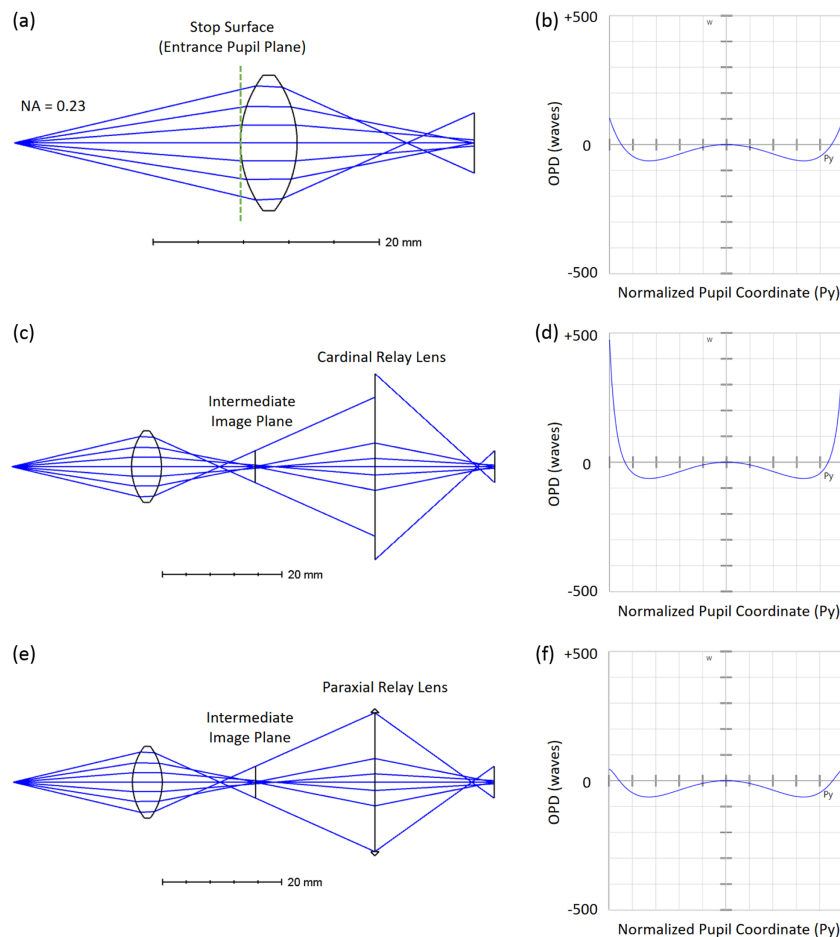 (a)
Stop Surface
(Entrance Pupil Plane)
NA = 0.23
20 mm
(b)
+500
w
OPD (waves)
0
Py
-500
Normalized Pupil Coordinate (Py)
(c)
Cardinal Relay Lens
Intermediate
Image Plane
20 mm
(d)
+500
w
OPD (waves)
0
Py
-500
Normalized Pupil Coordinate (Py)
(e)
Paraxial Relay Lens
Intermediate
Image Plane
20 mm
(f)
+500
w
OPD (waves)
0
Py
-500
Normalized Pupil Coordinate (Py)